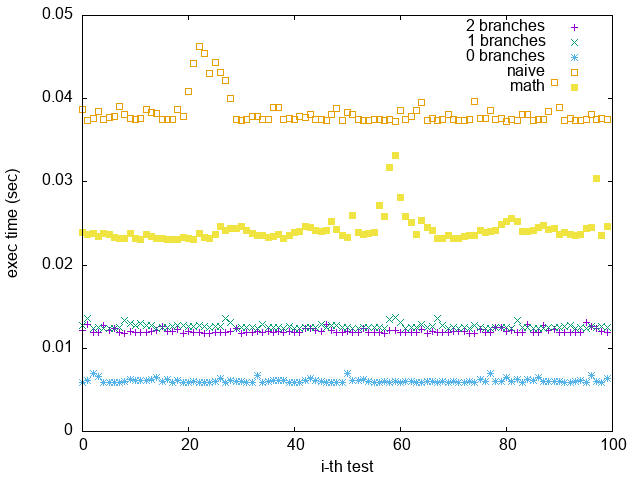 0.05
0.04
0.03
0.02
0.01
0
exec time (sec)
2 branches
1 branches
0 branches
naive
math
0 20 40 60 80 100
i-th test